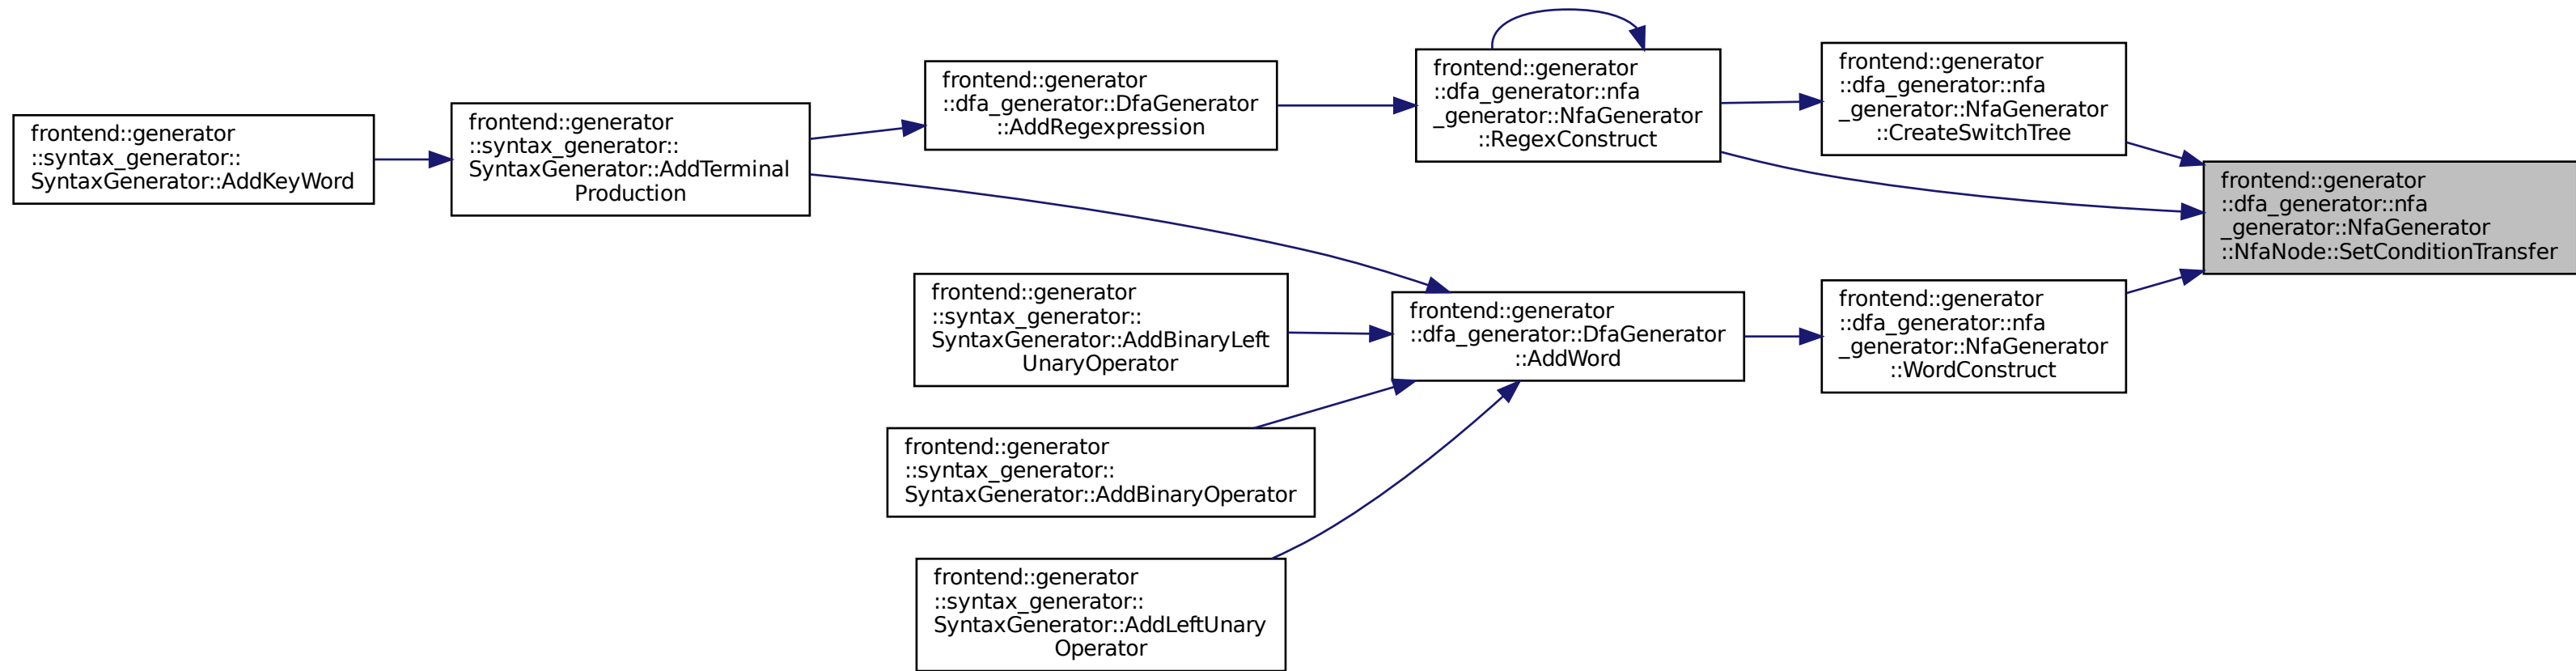 frontend::generator
::syntax_generator::
SyntaxGenerator::AddKeyWord
frontend::generator
::syntax_generator::
SyntaxGenerator::AddTerminal
Production
frontend::generator
::dfa_generator::DfaGenerator
::AddRegexpression
frontend::generator
::dfa_generator::nfa
_generator::NfaGenerator
::RegexConstruct
frontend::generator
::dfa_generator::nfa
_generator::NfaGenerator
::CreateSwitchTree
frontend::generator
::dfa_generator::nfa
_generator::NfaGenerator
::NfaNode::SetConditionTransfer
frontend::generator
::syntax_generator::
SyntaxGenerator::AddBinaryLeft
UnaryOperator
frontend::generator
::dfa_generator::DfaGenerator
::AddWord
frontend::generator
::dfa_generator::nfa
_generator::NfaGenerator
::WordConstruct
frontend::generator
::syntax_generator::
SyntaxGenerator::AddBinaryOperator
frontend::generator
::syntax_generator::
SyntaxGenerator::AddLeftUnary
Operator